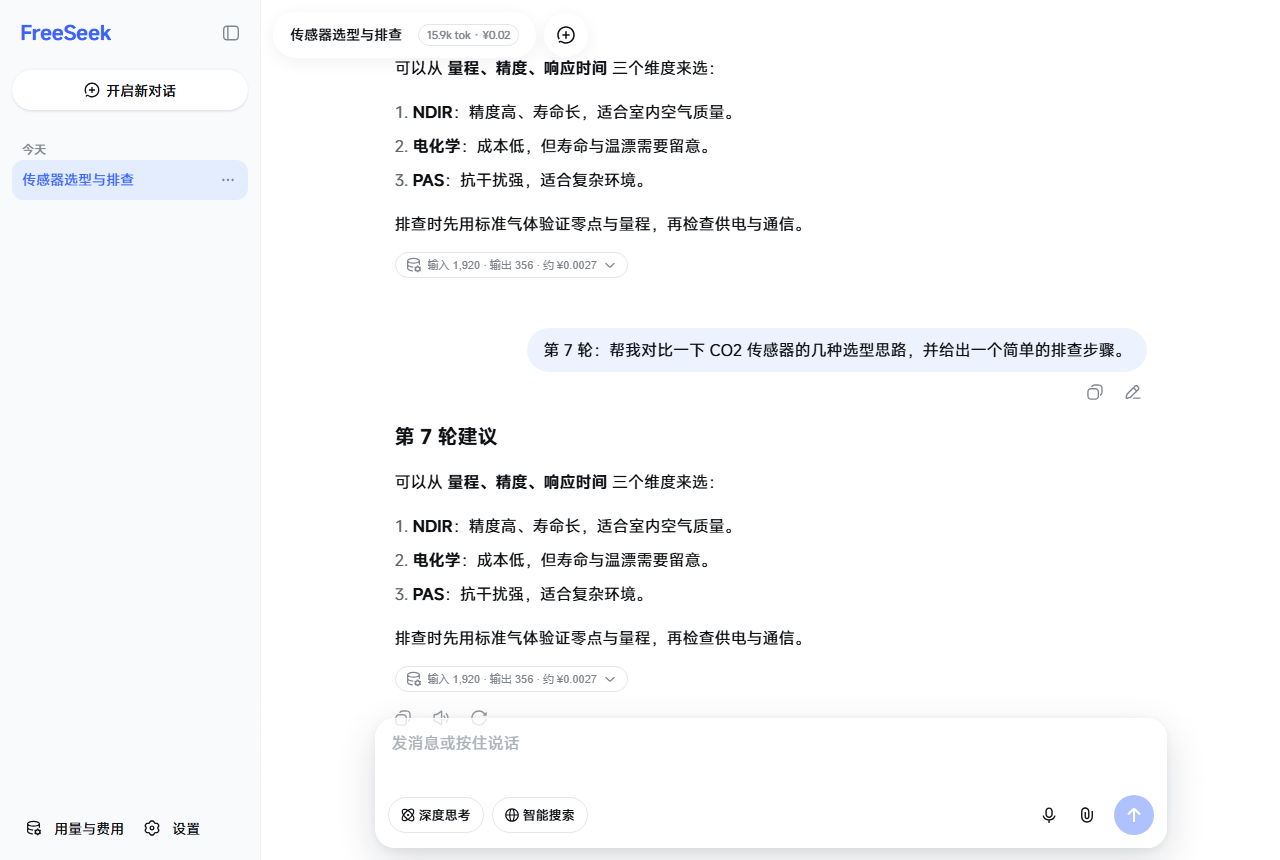 FreeSeek
开启新对话
今天
传感器选型与排查
用量与费用
设置
传感器选型与排查
15.9k tok · ¥0.02
可以从 量程、精度、响应时间 三个维度来选：
1. NDIR：精度高、寿命长，适合室内空气质量。
2. 电化学：成本低，但寿命与温漂需要留意。
3. PAS：抗干扰强，适合复杂环境。
排查时先用标准气体验证零点与量程，再检查供电与通信。
输入 1,920 · 输出 356 · 约 ¥0.0027
第 7 轮：帮我对比一下 CO2 传感器的几种选型思路，并给出一个简单的排查步骤。
第 7 轮建议
可以从 量程、精度、响应时间 三个维度来选：
1. NDIR：精度高、寿命长，适合室内空气质量。
2. 电化学：成本低，但寿命与温漂需要留意。
3. PAS：抗干扰强，适合复杂环境。
排查时先用标准气体验证零点与量程，再检查供电与通信。
输入 1,920 · 输出 356 · 约 ¥0.0027
发消息或按住说话
深度思考
智能搜索